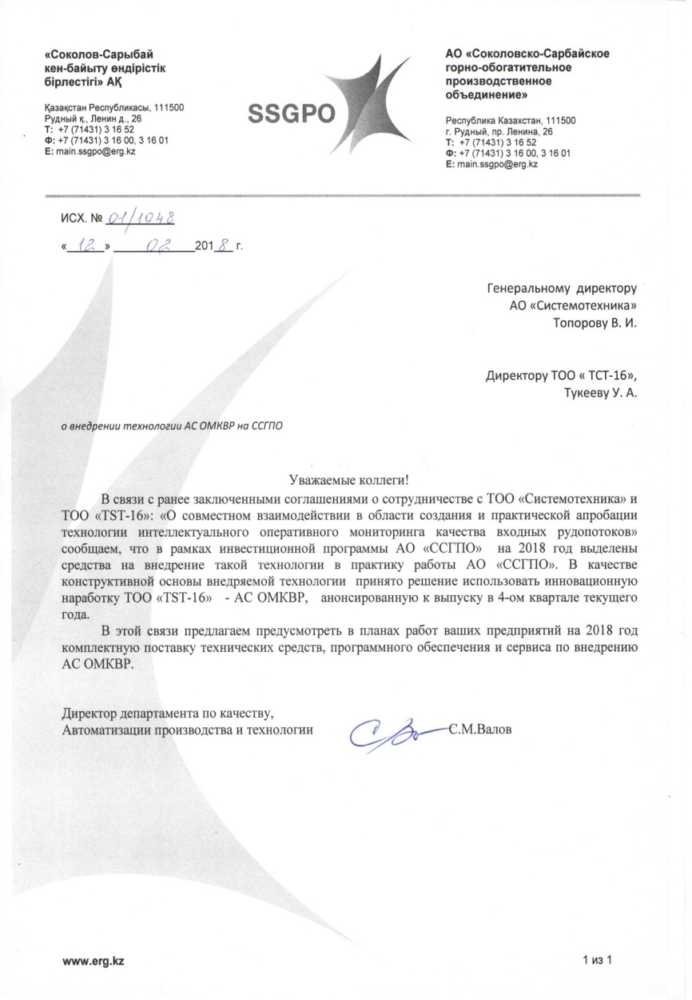 «Соколов-Сарыбай
кен-байыту өндірістік
бірлестігі» АҚ
Қазақстан Республикасы, 111500
Рудный қ., Ленин д., 26
Т: +7 (71431) 3 16 52
Ф: +7 (71431) 3 16 00, 3 16 01
Е: main.ssgpo@erg.kz
SSGPO
АО «Соколовско-Сарбайское
горно-обогатительное
производственное
объединение»
Республика Казахстан, 111500
г. Рудный, пр. Ленина, 26
Т: +7 (71431) 3 16 52
Ф: +7 (71431) 3 16 00, 3 16 01
Е: main.ssgpo@erg.kz
ИСХ. № 01/1048
« 12 » 02 2018 г.
Генеральному директору
АО «Системотехника»
Топорову В. И.
Директору ТОО « ТСТ-16»,
Тукееву У. А.
о внедрении технологии АС ОМКВР на ССГПО
Уважаемые коллеги!
В связи с ранее заключенными соглашениями о сотрудничестве с ТОО «Системотехника» и
ТОО «TST-16»: «О совместном взаимодействии в области создания и практической апробации
технологии интеллектуального оперативного мониторинга качества входных рудопотоков»
сообщаем, что в рамках инвестиционной программы АО «ССГПО» на 2018 год выделены
средства на внедрение такой технологии в практику работы АО «ССГПО». В качестве
конструктивной основы внедряемой технологии принято решение использовать инновационную
наработку ТОО «TST-16» - АС ОМКВР, анонсированную к выпуску в 4-ом квартале текущего
года.
В этой связи предлагаем предусмотреть в планах работ ваших предприятий на 2018 год
комплектную поставку технических средств, программного обеспечения и сервиса по внедрению
АС ОМКВР.
Директор департамента по качеству,
Автоматизации производства и технологии С.М.Валов
www.erg.kz 1 из 1